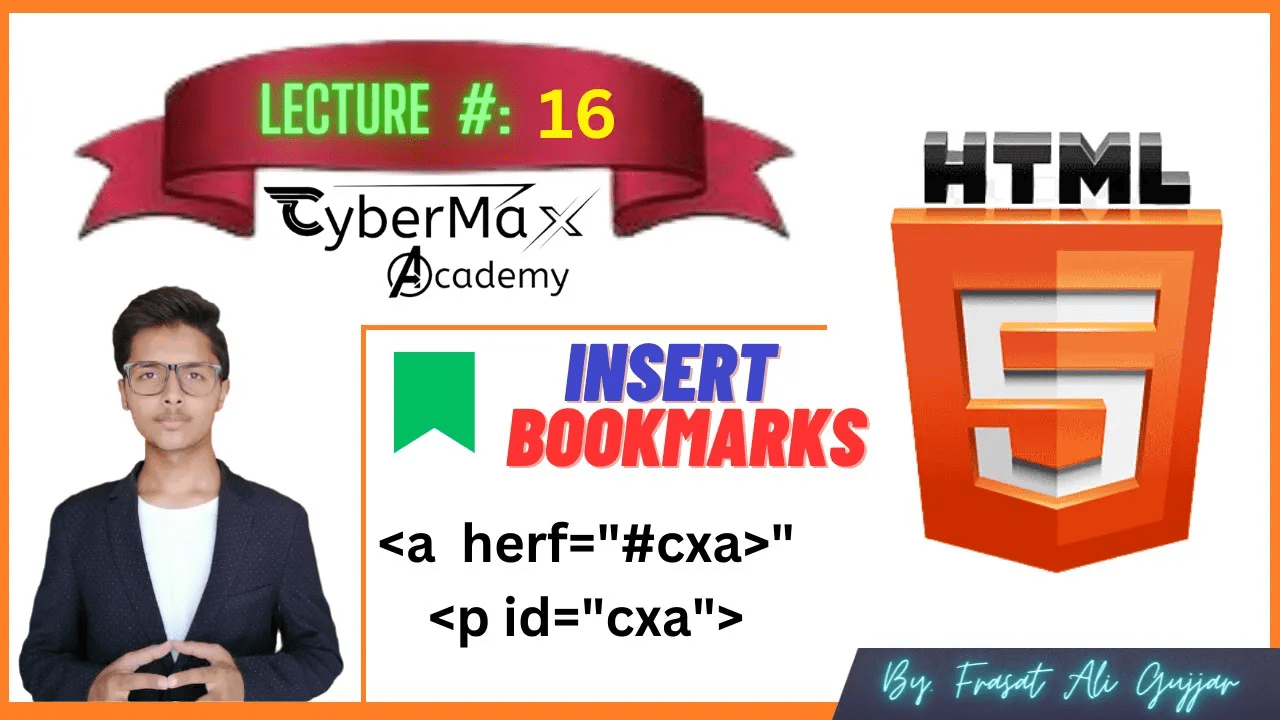 LECTURE #: 16
CyberMax
Academy
HTML
5
INSERT
BOOKMARKS
<a herf="#cxa>"
<p id="cxa">
By. Frasat Ali Gujjar